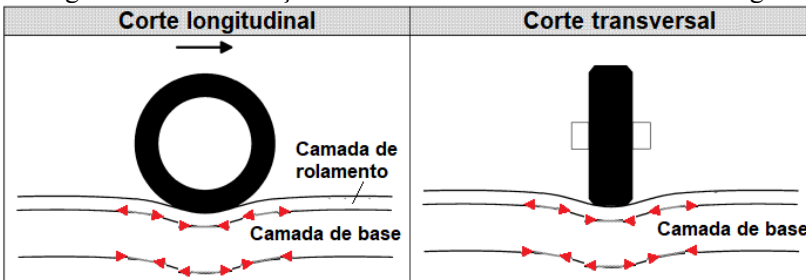 Corte longitudinal
Corte transversal
Camada de
rolamento
Camada de base
Camada de base